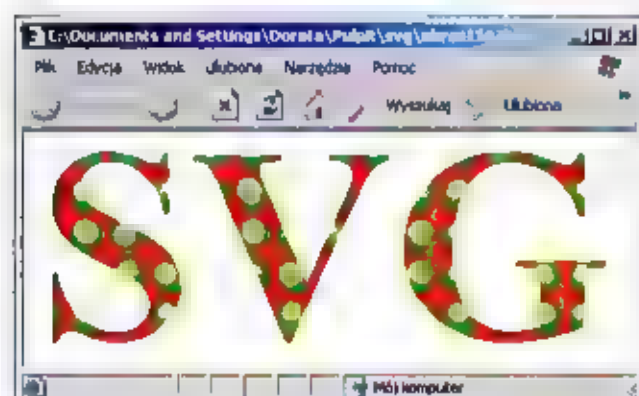 C:\Documents and Settings\Dorota\Pulpit\svg\
Plik Edycja Widok Ulubione Narzędzia Pomoc
Wyszukaj Ulubione
SVG
Mój komputer